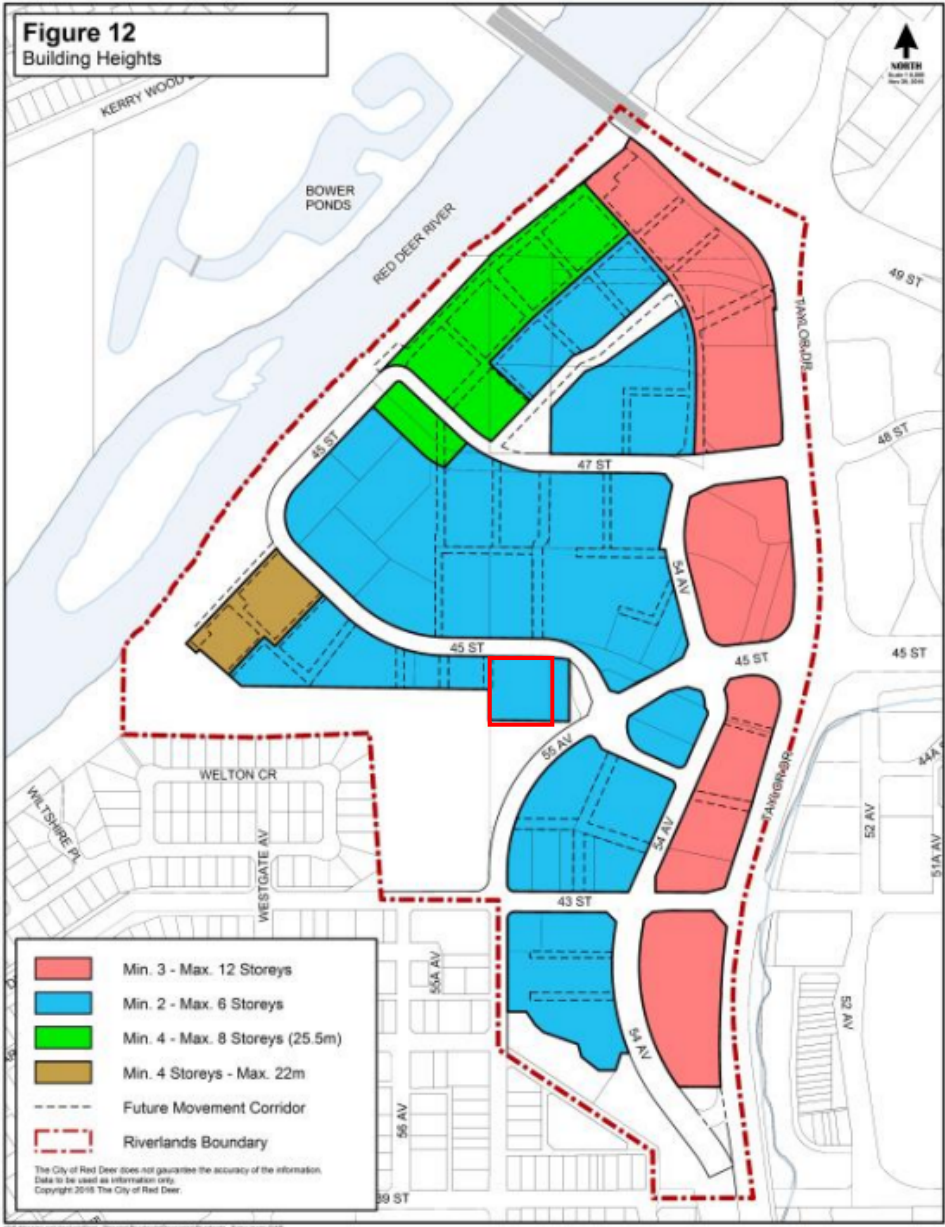 Figure 12
Building Heights
NORTH
KERRY WOOD
BOWER
PONDS
RED DEER RIVER
49 ST
TAYLOR DR
48 ST
45 ST
47 ST
54 AV
45 ST
45 ST
45 ST
55 AV
WELTON CR
TAYLOR DR
44A
WILTSHIRE PL
54 AV
52 AV
51A AV
WESTGATE AV
43 ST
55A AV
52 AV
54 AV
56 AV
39 ST
Min. 3 - Max. 12 Storeys
Min. 2 - Max. 6 Storeys
Min. 4 - Max. 8 Storeys (25.5m)
Min. 4 Storeys - Max. 22m
Future Movement Corridor
Riverlands Boundary
The City of Red Deer does not gaurantee the accuracy of the information.
Data to be used as information only.
Copyright 2016 The City of Red Deer.